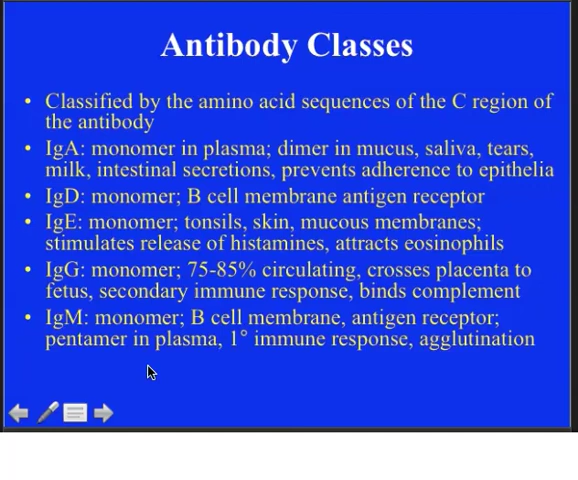 Antibody Classes
• Classified by the amino acid sequences of the C region of
the antibody
• IgA: monomer in plasma; dimer in mucus, saliva, tears,
milk, intestinal secretions, prevents adherence to epithelia
• IgD: monomer; B cell membrane antigen receptor
• IgE: monomer; tonsils, skin, mucous membranes;
stimulates release of histamines, attracts eosinophils
• IgG: monomer; 75-85% circulating, crosses placenta to
fetus, secondary immune response, binds complement
• IgM: monomer; B cell membrane, antigen receptor;
pentamer in plasma, 1° immune response, agglutination